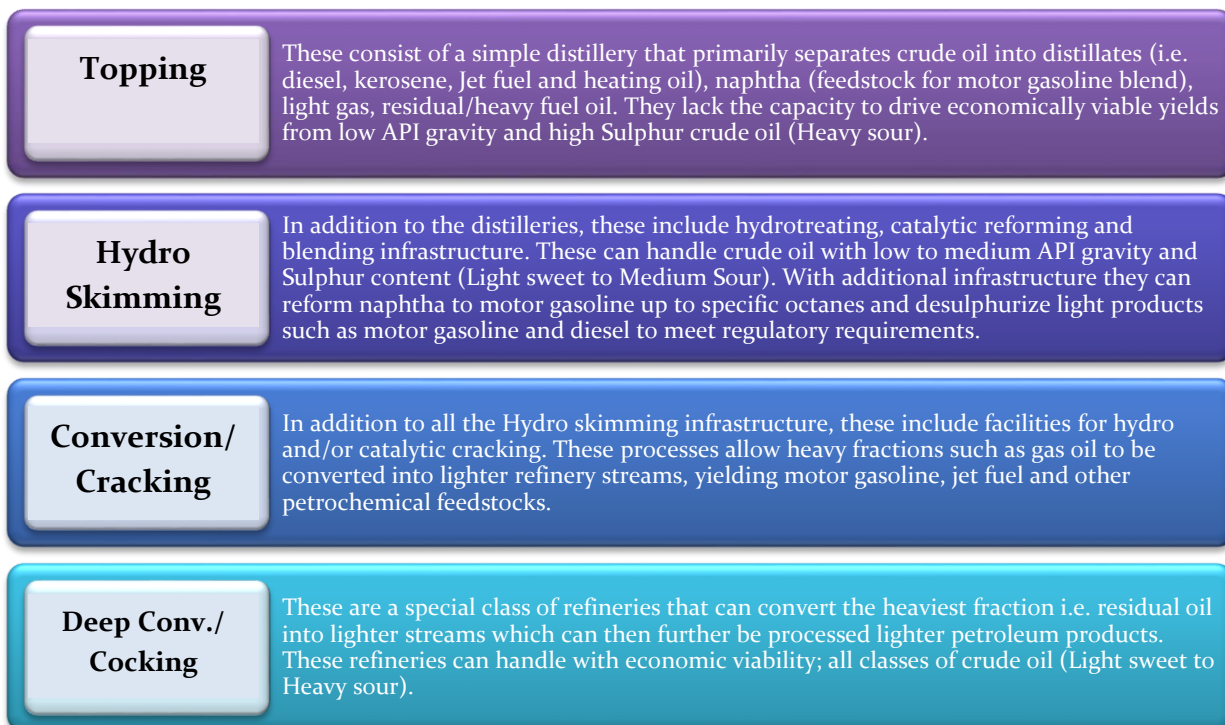 Topping
These consist of a simple distillery that primarily separates crude oil into distillates (i.e.
diesel, kerosene, Jet fuel and heating oil), naphtha (feedstock for motor gasoline blend),
light gas, residual/heavy fuel oil. They lack the capacity to drive economically viable yields
from low API gravity and high Sulphur crude oil (Heavy sour).
Hydro
Skimming
In addition to the distilleries, these include hydrotreating, catalytic reforming and
blending infrastructure. These can handle crude oil with low to medium API gravity and
Sulphur content (Light sweet to Medium Sour). With additional infrastructure they can
reform naphtha to motor gasoline up to specific octanes and desulphurize light products
such as motor gasoline and diesel to meet regulatory requirements.
Conversion/
Cracking
In addition to all the Hydro skimming infrastructure, these include facilities for hydro
and/or catalytic cracking. These processes allow heavy fractions such as gas oil to be
converted into lighter refinery streams, yielding motor gasoline, jet fuel and other
petrochemical feedstocks.
Deep Conv./
Cocking
These are a special class of refineries that can convert the heaviest fraction i.e. residual oil
into lighter streams which can then further be processed lighter petroleum products.
These refineries can handle with economic viability; all classes of crude oil (Light sweet to
Heavy sour).